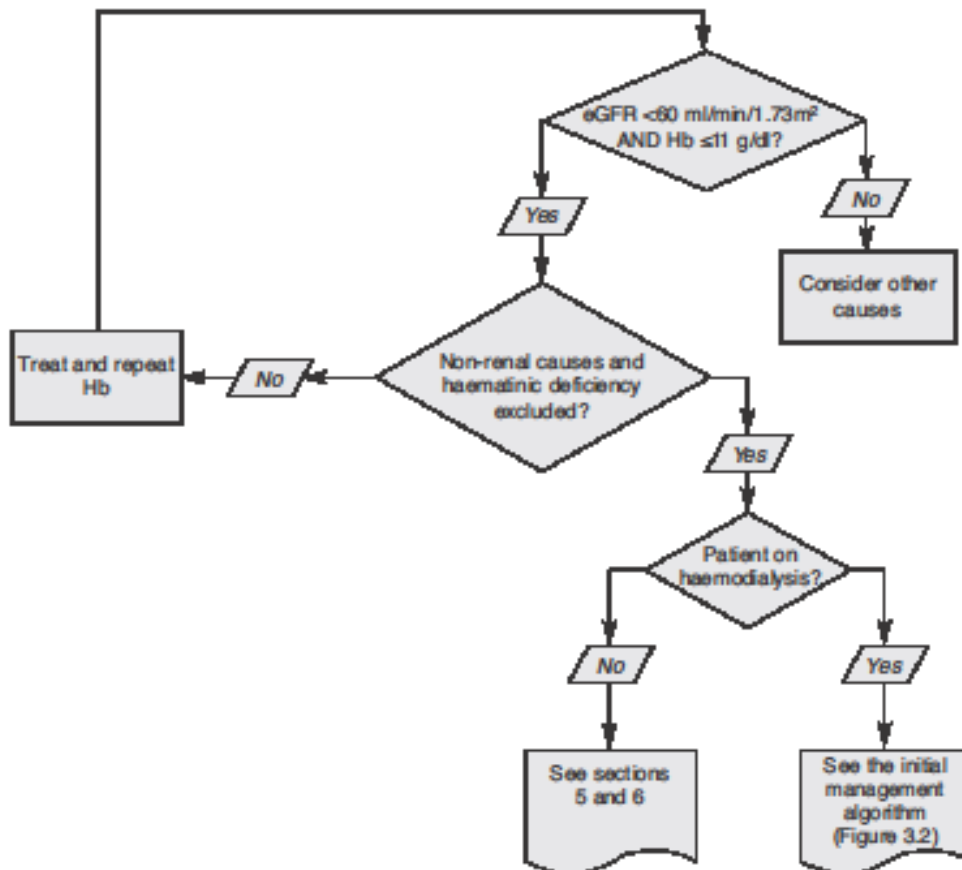 eGFR <60 ml/min/1.73m²
AND Hb ≤11 g/dl?
Yes
No
Consider other
causes
Treat and repeat
Hb
No
Non-renal causes and
haematinic deficiency
excluded?
Yes
Patient on
haemodialysis?
No
Yes
See sections
5 and 6
See the initial
management
algorithm
(Figure 3.2)